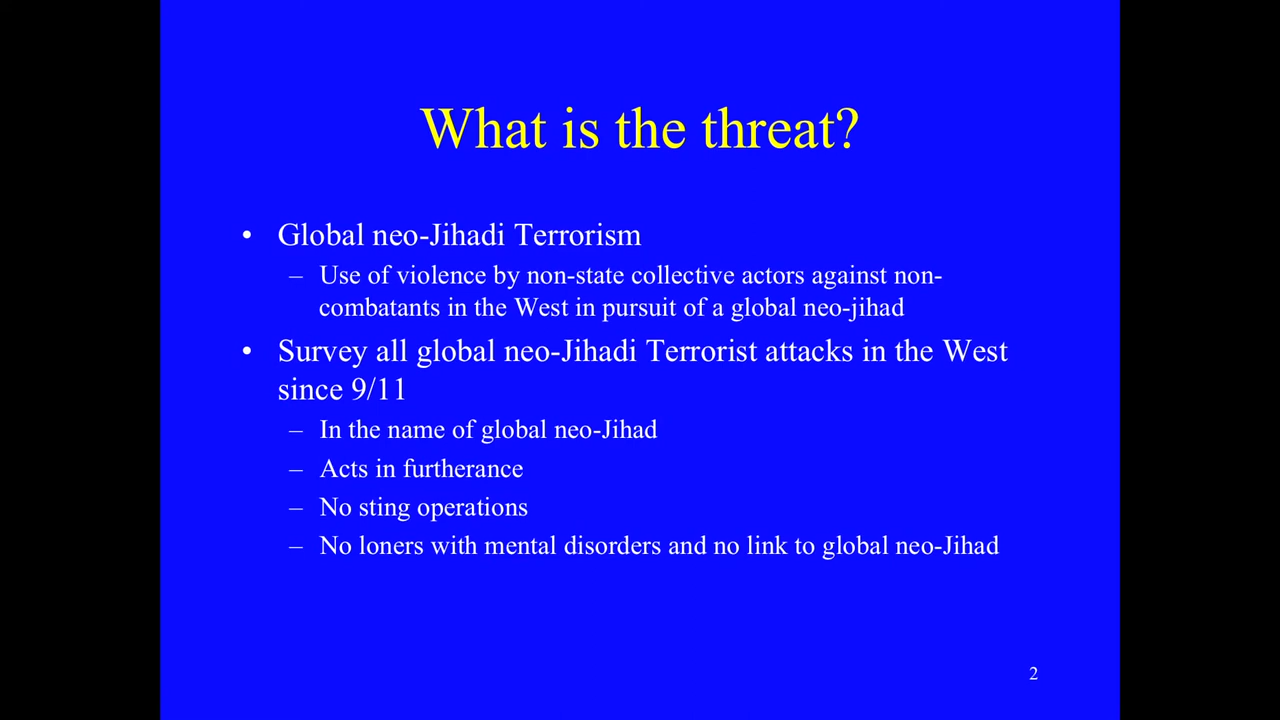 What is the threat?
• Global neo-Jihadi Terrorism
– Use of violence by non-state collective actors against non-
combatants in the West in pursuit of a global neo-jihad
• Survey all global neo-Jihadi Terrorist attacks in the West
since 9/11
– In the name of global neo-Jihad
– Acts in furtherance
– No sting operations
– No loners with mental disorders and no link to global neo-Jihad
2